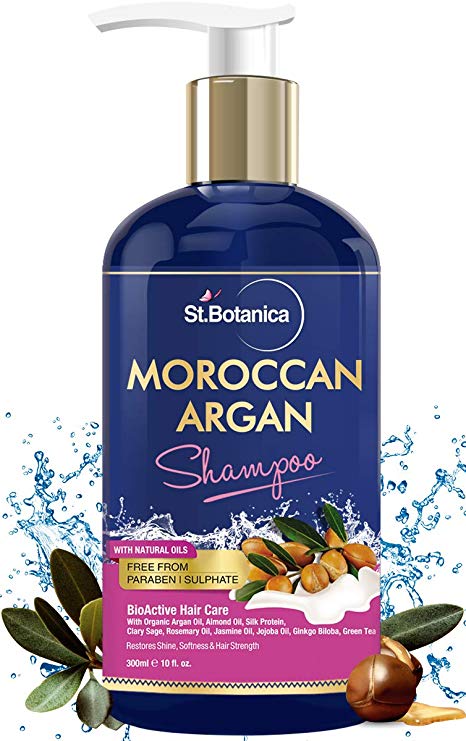 St.Botanica
MOROCCAN
ARGAN
Shampoo
WITH NATURAL OILS
FREE FROM
PARABEN I SULPHATE
BioActive Hair Care
With Organic Argan Oil, Almond Oil, Silk Protein,
Clary Sage, Rosemary Oil, Jasmine Oil, Jojoba Oil, Ginkgo Biloba, Green Tea
Restores Shine, Softness & Hair Strength
300ml ℮ 10 fl. oz.